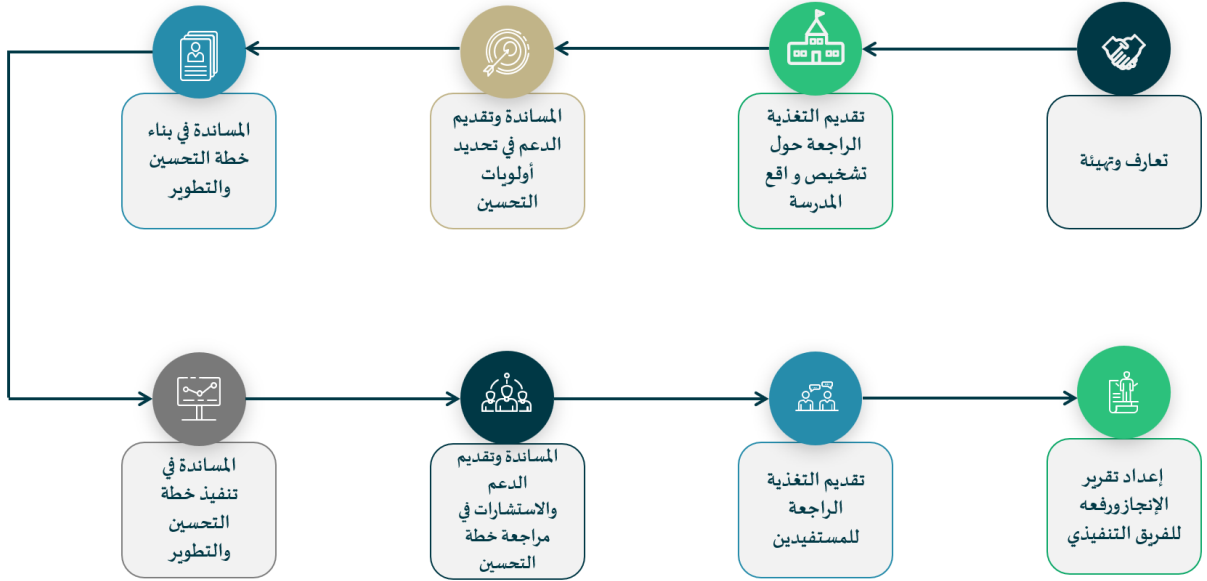 تعارف وتهيئة
تقديم التغذية
الراجعة حول
تشخيص و اقع
المدرسة
المساندة وتقديم
الدعم في تحديد
أولويات
التحسين
المساندة في بناء
خطة التحسين
والتطوير
المساندة في
تنفيذ خطة
التحسين
والتطوير
المساندة وتقديم
الدعم
والاستشارات في
مراجعة خطة
التحسين
تقديم التغذية
الراجعة
للمستفيدين
إعداد تقرير
الإنجازورفعه
للفريق التنفيذي